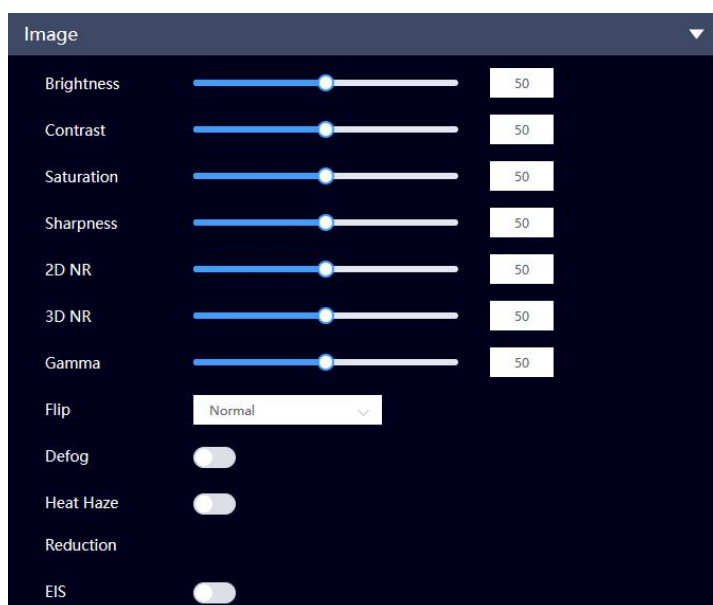 Image
Brightness 50
Contrast 50
Saturation 50
Sharpness 50
2D NR 50
3D NR 50
Gamma 50
Flip Normal
Defog
Heat Haze
Reduction
EIS